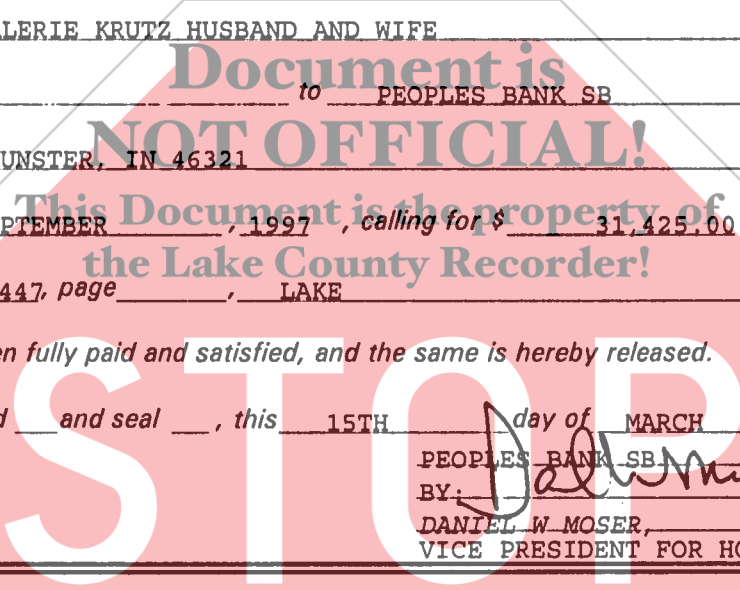 ALERIE KRUTZ HUSBAND AND WIFE
Document is
to PEOPLES BANK SB
NOT OFFICIAL!
UNSTER, IN 46321
This Document is the property of
PTEMBER , 1997 , calling for $ 31,425.00
the Lake County Recorder!
447, page , LAKE
en fully paid and satisfied, and the same is hereby released.
STOP
d and seal , this 15TH day of MARCH
PEOPLES BANK SB
BY:
DANIEL W MOSER,
VICE PRESIDENT FOR HO